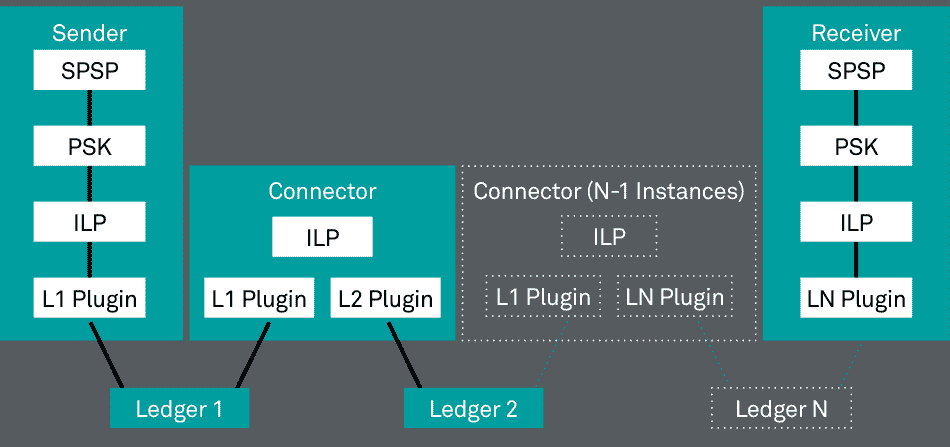 Sender
SPSP
PSK
ILP
L1 Plugin
Connector
ILP
L1 Plugin
L2 Plugin
Connector (N-1 Instances)
ILP
L1 Plugin
LN Plugin
Receiver
SPSP
PSK
ILP
LN Plugin
Ledger 1
Ledger 2
Ledger N